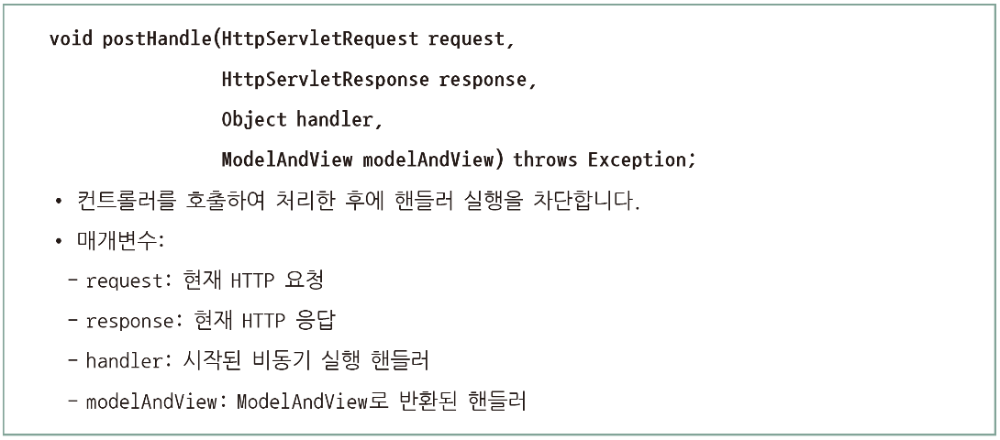 void postHandle(HttpServletRequest request,
HttpServletResponse response,
Object handler,
ModelAndView modelAndView) throws Exception;
• 컨트롤러를 호출하여 처리한 후에 핸들러 실행을 차단합니다.
• 매개변수:
- request: 현재 HTTP 요청
- response: 현재 HTTP 응답
- handler: 시작된 비동기 실행 핸들러
- modelAndView: ModelAndView로 반환된 핸들러